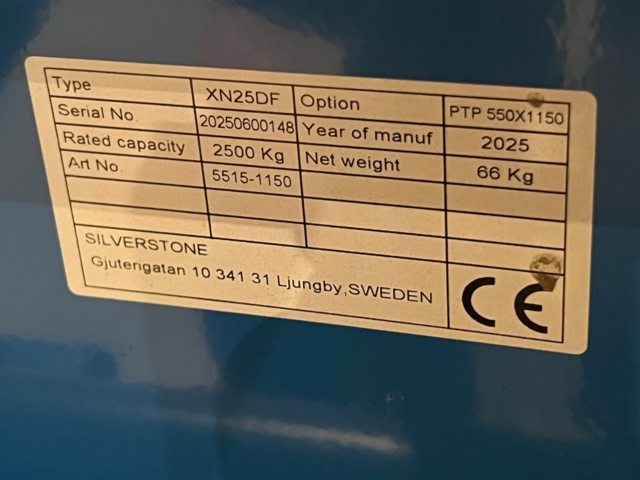 Type XN25DF Option PTP 550X1150
Serial No. 20250600148 Year of manuf 2025
Rated capacity 2500 Kg Net weight 66 Kg
Art No. 5515-1150
SILVERSTONE
Gjuterigatan 10 341 31 Ljungby,SWEDEN
CE